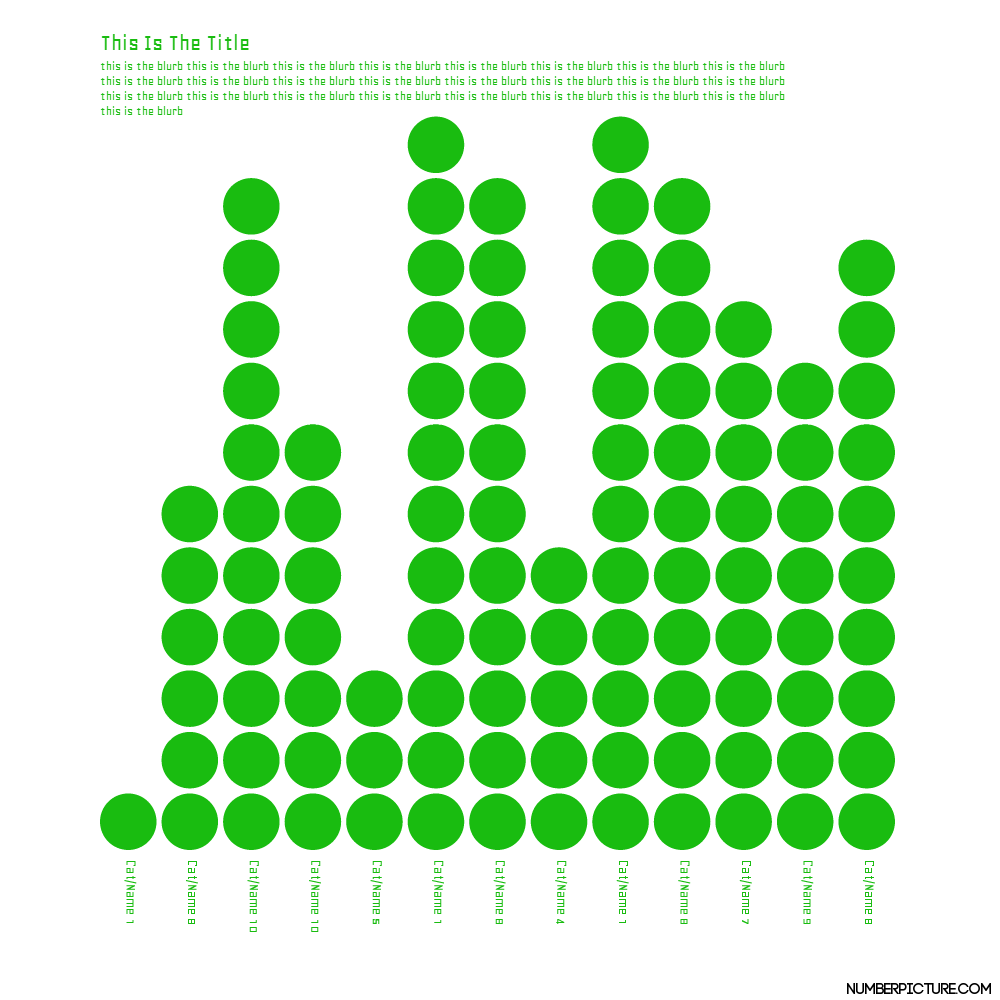 This Is The Title
this is the blurb this is the blurb this is the blurb this is the blurb this is the blurb this is the blurb this is the blurb this is the blurb
this is the blurb this is the blurb this is the blurb this is the blurb this is the blurb this is the blurb this is the blurb this is the blurb
this is the blurb this is the blurb this is the blurb this is the blurb this is the blurb this is the blurb this is the blurb this is the blurb
this is the blurb
Cat/Name 1
Cat/Name 8
Cat/Name 10
Cat/Name 10
Cat/Name 5
Cat/Name 1
Cat/Name 8
Cat/Name 4
Cat/Name 1
Cat/Name 8
Cat/Name 7
Cat/Name 9
Cat/Name 8
NUMBERPICTURE.COM